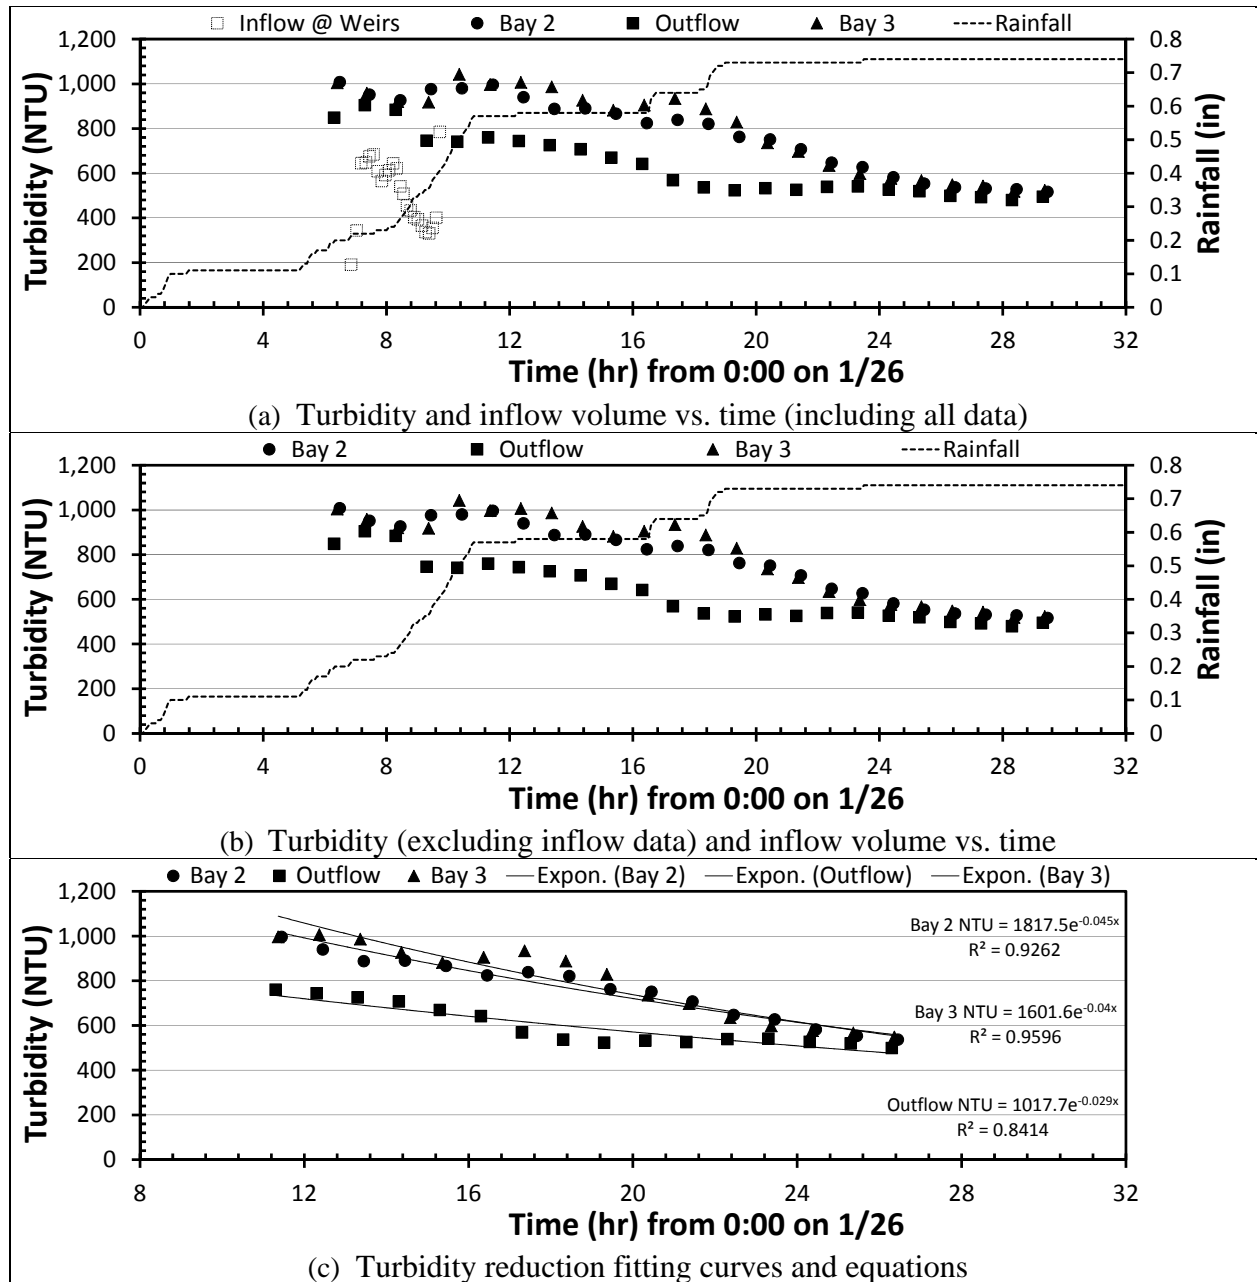 Inflow @ Weirs Bay 2 Outflow Bay 3 Rainfall
1,200
1,000
800
600
400
200
0
Turbidity (NTU)
0.8
0.7
0.6
0.5
0.4
0.3
0.2
0.1
0
Rainfall (in)
0 4 8 12 16 20 24 28 32
Time (hr) from 0:00 on 1/26
(a) Turbidity and inflow volume vs. time (including all data)
Bay 2 Outflow Bay 3 Rainfall
1,200
1,000
800
600
400
200
0
Turbidity (NTU)
0.8
0.7
0.6
0.5
0.4
0.3
0.2
0.1
0
Rainfall (in)
0 4 8 12 16 20 24 28 32
Time (hr) from 0:00 on 1/26
(b) Turbidity (excluding inflow data) and inflow volume vs. time
Bay 2 Outflow Bay 3 Expon. (Bay 2) Expon. (Outflow) Expon. (Bay 3)
1,200
1,000
800
600
400
200
0
Turbidity (NTU)
Bay 2 NTU = 1817.5e^-0.045x
R² = 0.9262
Bay 3 NTU = 1601.6e^-0.04x
R² = 0.9596
Outflow NTU = 1017.7e^-0.029x
R² = 0.8414
8 12 16 20 24 28 32
Time (hr) from 0:00 on 1/26
(c) Turbidity reduction fitting curves and equations